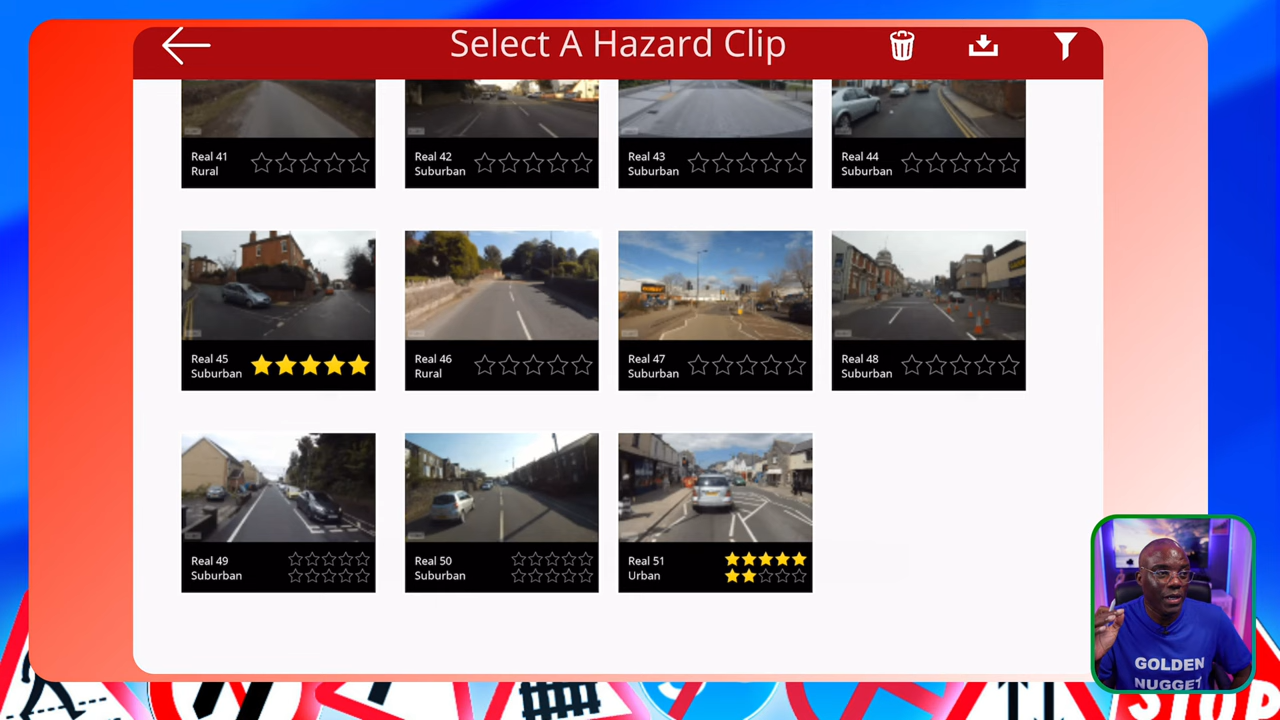 Select A Hazard Clip
Real 41
Rural
Real 42
Suburban
Real 43
Suburban
Real 44
Suburban
Real 45
Suburban
Real 46
Rural
Real 47
Suburban
Real 48
Suburban
Real 49
Suburban
Real 50
Suburban
Real 51
Urban
GOLDEN
NUGGET
STOP